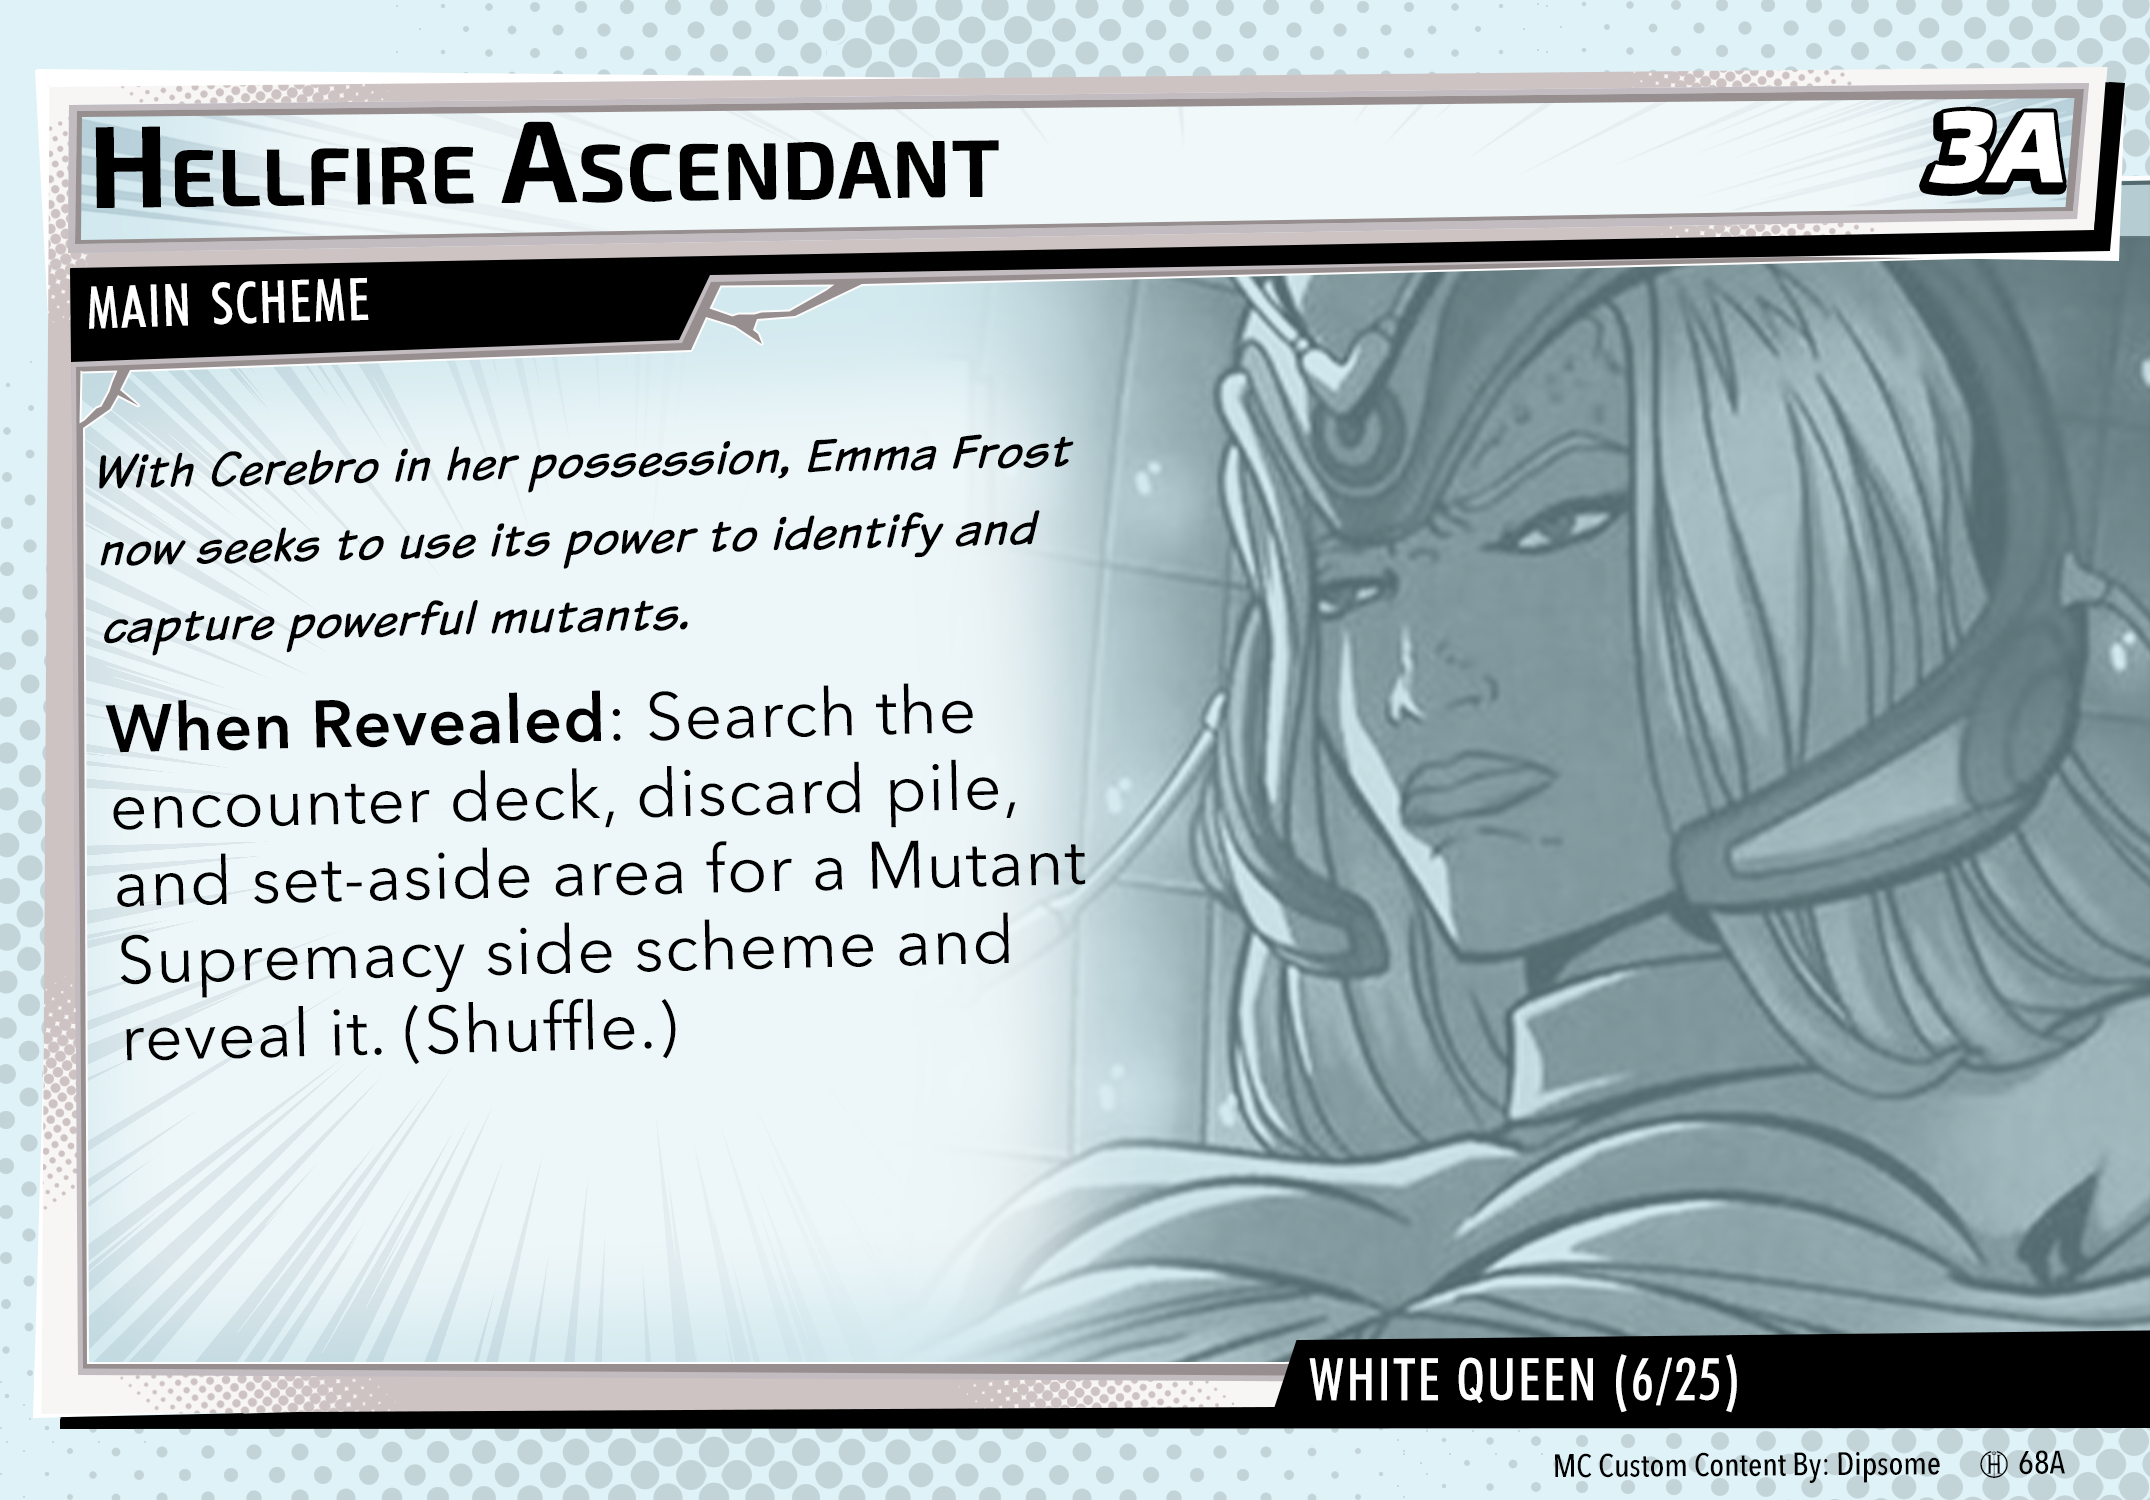 Hellfire Ascendant
3A
MAIN SCHEME
With Cerebro in her possession, Emma Frost
now seeks to use its power to identify and
capture powerful mutants.
When Revealed: Search the
encounter deck, discard pile,
and set-aside area for a Mutant
Supremacy side scheme and
reveal it. (Shuffle.)
WHITE QUEEN (6/25)
MC Custom Content By: Dipsome H 68A